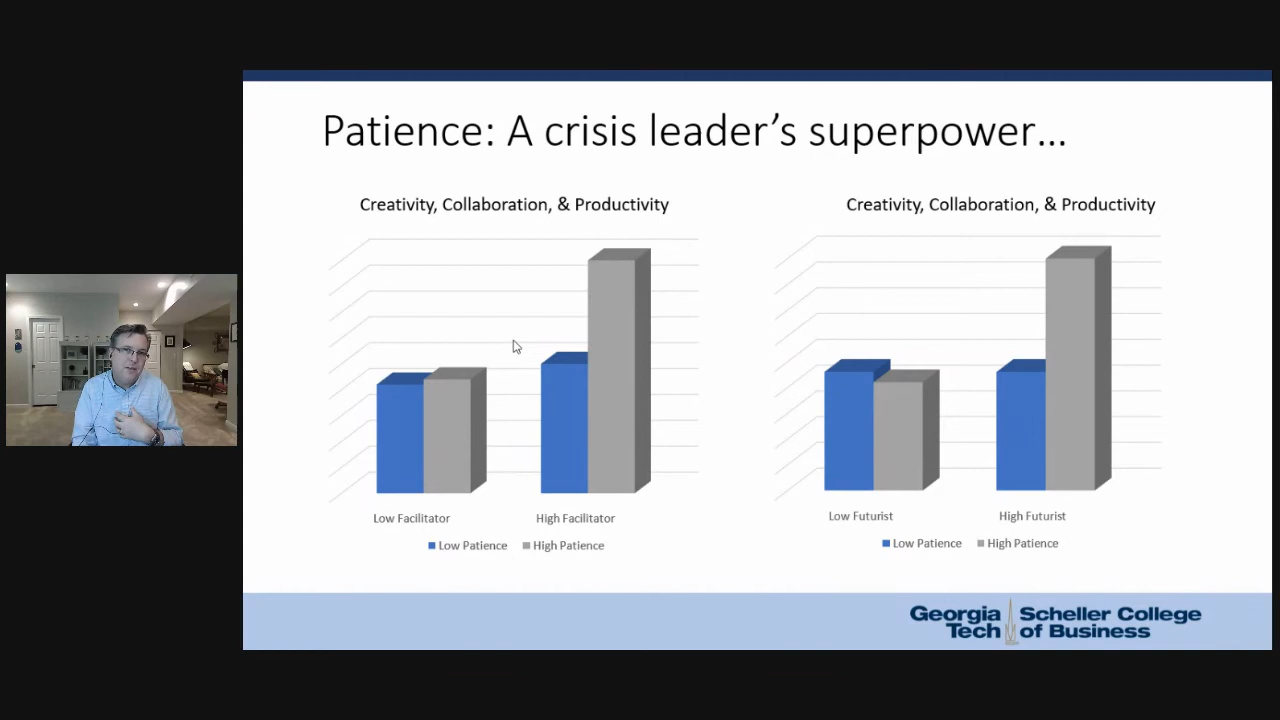 Patience: A crisis leader’s superpower…
Creativity, Collaboration, & Productivity
Low Facilitator
High Facilitator
Low Patience
High Patience
Creativity, Collaboration, & Productivity
Low Futurist
High Futurist
Low Patience
High Patience
Georgia Tech
Scheller College of Business